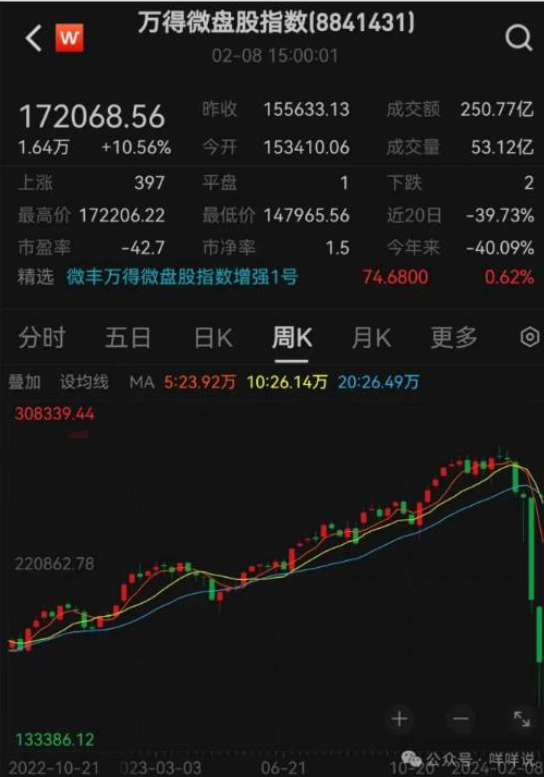 万得微盘股指数(8841431)
W
02-08 15:00:01
172068.56 昨收 155633.13 成交额 250.77亿
1.64万 +10.56% 今开 153410.06 成交量 53.12亿
上涨 397 平盘 1 下跌 2
最高价 172206.22 最低价 147965.56 近20日 -39.73%
市盈率 -42.7 市净率 1.5 今年来 -40.09%
精选 微丰万得微盘股指数增强1号 74.6800 0.62%
分时 五日 日K 周K 月K 更多
叠加 设均线 MA 5:23.92万 10:26.14万 20:26.49万
308339.44
220862.78
133386.12
公众号：咩咩说
2022-10-21 2023-03-03 06-21 10-20 2024-02-08